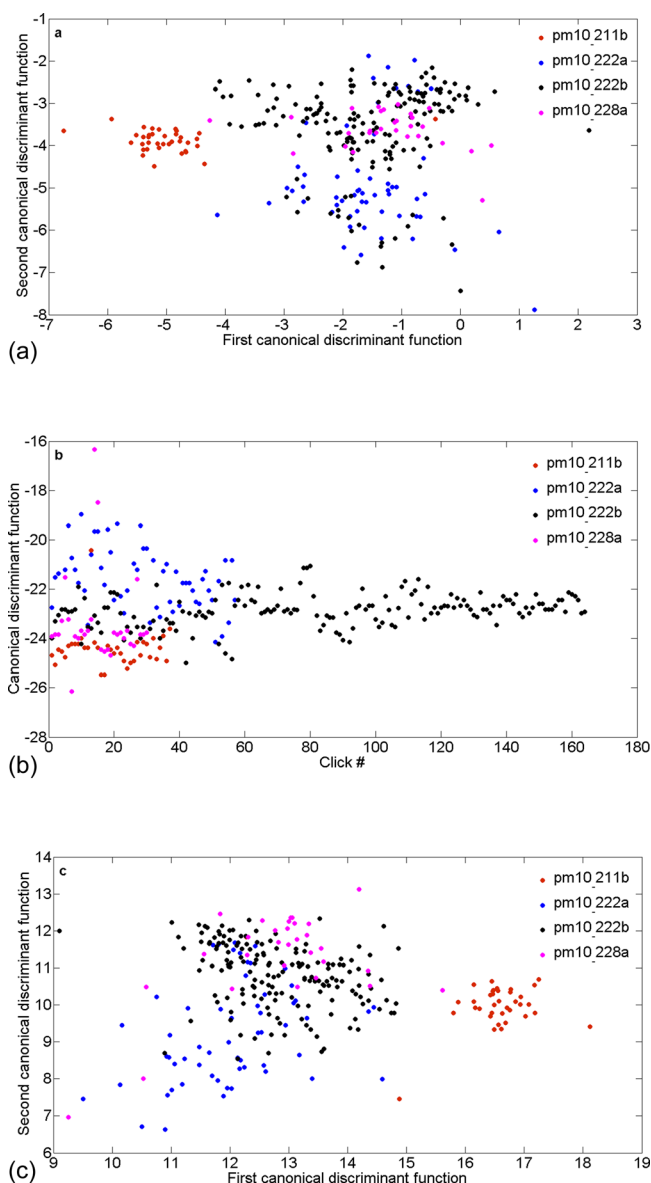 a
pm10_211b
pm10_222a
pm10_222b
pm10_228a
Second canonical discriminant function
-1
-2
-3
-4
-5
-6
-7
-8
-7 -6 -5 -4 -3 -2 -1 0 1 2 3
First canonical discriminant function
(a)
b
pm10_211b
pm10_222a
pm10_222b
pm10_228a
Canonical discriminant function
-16
-18
-20
-22
-24
-26
-28
0 20 40 60 80 100 120 140 160 180
Click #
(b)
c
pm10_211b
pm10_222a
pm10_222b
pm10_228a
Second canonical discriminant function
14
13
12
11
10
9
8
7
6
9 10 11 12 13 14 15 16 17 18 19
First canonical discriminant function
(c)